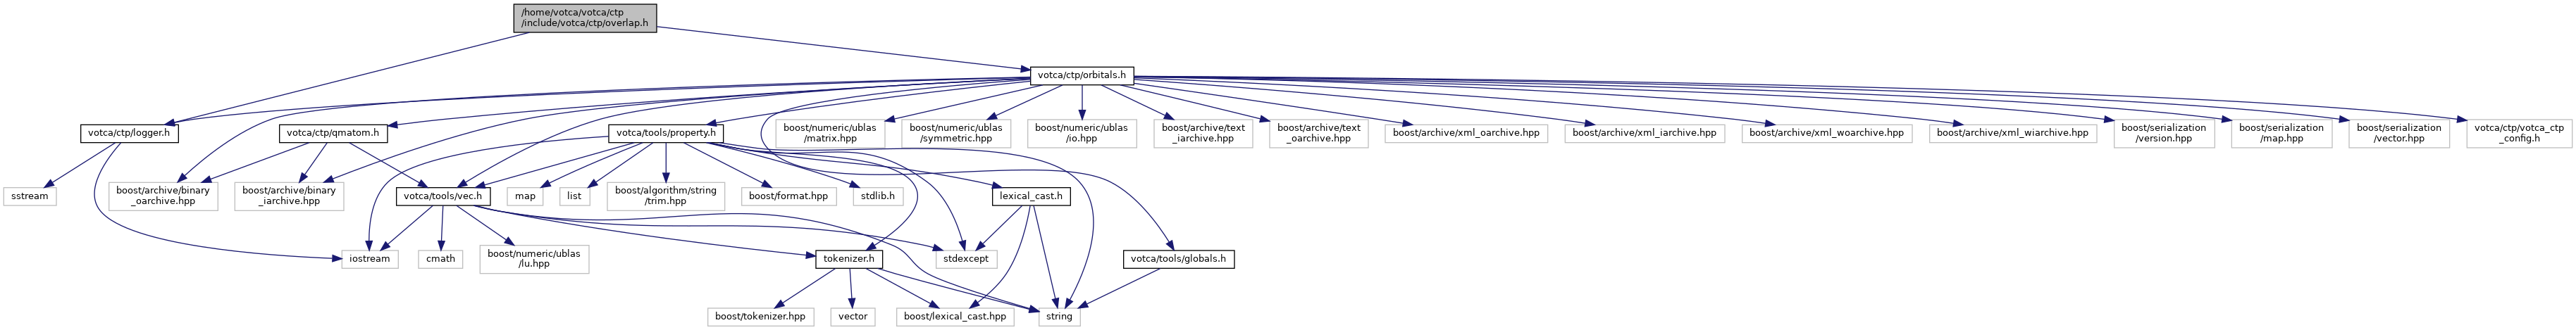 /home/votca/votca/ctp
/include/votca/ctp/overlap.h
votca/ctp/orbitals.h
votca/ctp/logger.h
votca/ctp/qmatom.h
votca/tools/property.h
boost/numeric/ublas
/matrix.hpp
boost/numeric/ublas
/symmetric.hpp
boost/numeric/ublas
/io.hpp
boost/archive/text
_iarchive.hpp
boost/archive/text
_oarchive.hpp
boost/archive/xml_oarchive.hpp
boost/archive/xml_iarchive.hpp
boost/archive/xml_woarchive.hpp
boost/archive/xml_wiarchive.hpp
boost/serialization
/version.hpp
boost/serialization
/map.hpp
boost/serialization
/vector.hpp
votca/ctp/votca_ctp
_config.h
sstream
boost/archive/binary
_oarchive.hpp
boost/archive/binary
_iarchive.hpp
votca/tools/vec.h
map
list
boost/algorithm/string
/trim.hpp
boost/format.hpp
stdlib.h
lexical_cast.h
iostream
cmath
boost/numeric/ublas
/lu.hpp
tokenizer.h
stdexcept
votca/tools/globals.h
boost/tokenizer.hpp
vector
boost/lexical_cast.hpp
string